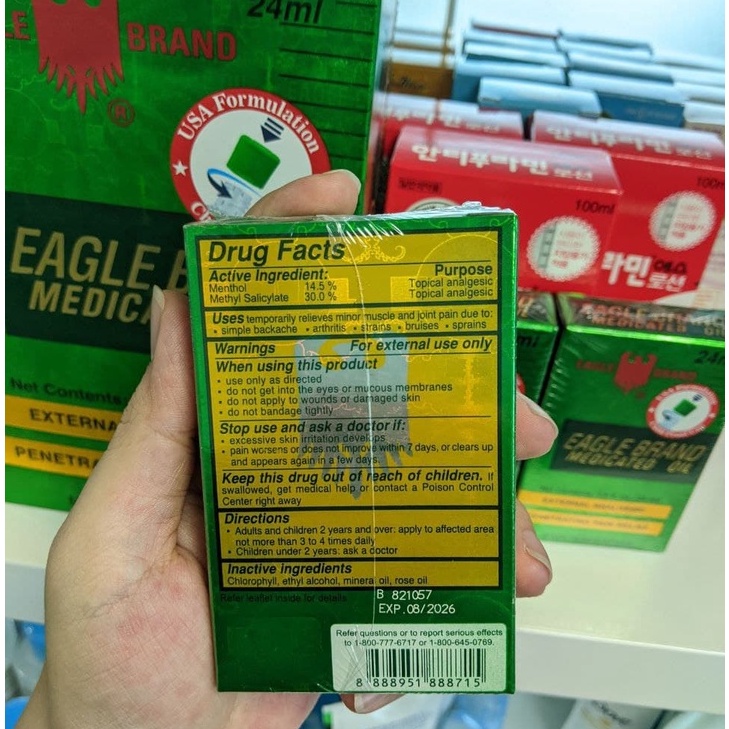 24ml
BRAND
®
USA Formulation
EAGLE
MEDICA
Net Contents
EXTERNA
PENETRA
Drug Facts
Active Ingredient: Purpose
Menthol 14.5 % Topical analgesic
Methyl Salicylate 30.0 % Topical analgesic
Uses temporarily relieves minor muscle and joint pain due to:
• simple backache • arthritis • strains • bruises • sprains
Warnings For external use only
When using this product
• use only as directed
• do not get into the eyes or mucous membranes
• do not apply to wounds or damaged skin
• do not bandage tightly
Stop use and ask a doctor if:
• excessive skin irritation develops
• pain worsens or does not improve within 7 days, or clears up
and appears again in a few days.
Keep this drug out of reach of children. If
swallowed, get medical help or contact a Poison Control
Center right away
Directions
• Adults and children 2 years and over: apply to affected area
not more than 3 to 4 times daily
• Children under 2 years: ask a doctor
Inactive ingredients
Chlorophyll, ethyl alcohol, mineral oil, rose oil
Refer leaflet inside for details
B 821057
EXP. 08/2026
Refer questions or to report serious effects
to 1-800-777-6717 or 1-800-645-0769.
8 888951 888715
100ml
100ml
로션
EAGLE BRAND
EAGLE BRAND
MEDICATED OIL